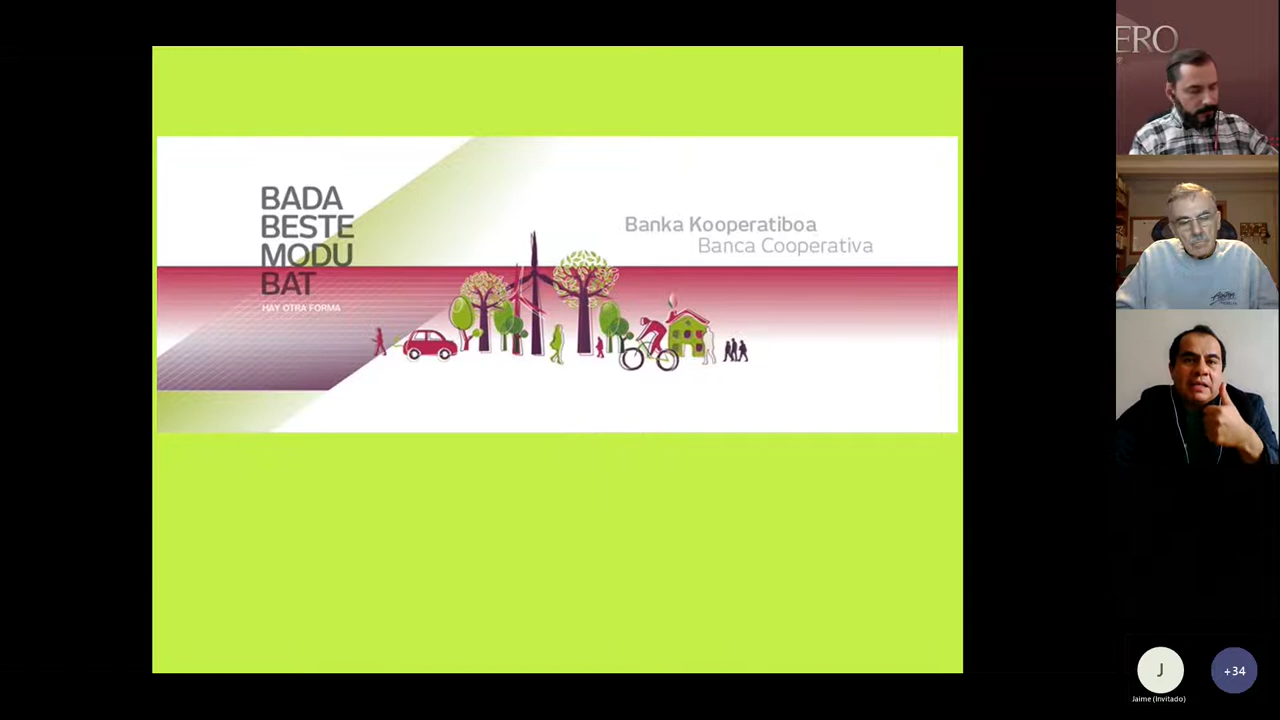 BADA
BESTE
MODU
BAT
HAY OTRA FORMA
Banka Kooperatiboa
Banca Cooperativa
ERO
J
+34
Jaime (Invitado)